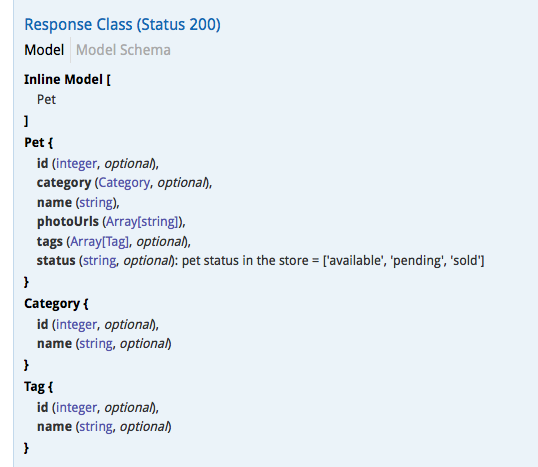 Response Class (Status 200)
Model Model Schema
Inline Model [
Pet
]
Pet {
id (integer, optional),
category (Category, optional),
name (string),
photoUrls (Array[string]),
tags (Array[Tag], optional),
status (string, optional): pet status in the store = ['available', 'pending', 'sold']
}
Category {
id (integer, optional),
name (string, optional)
}
Tag {
id (integer, optional),
name (string, optional)
}